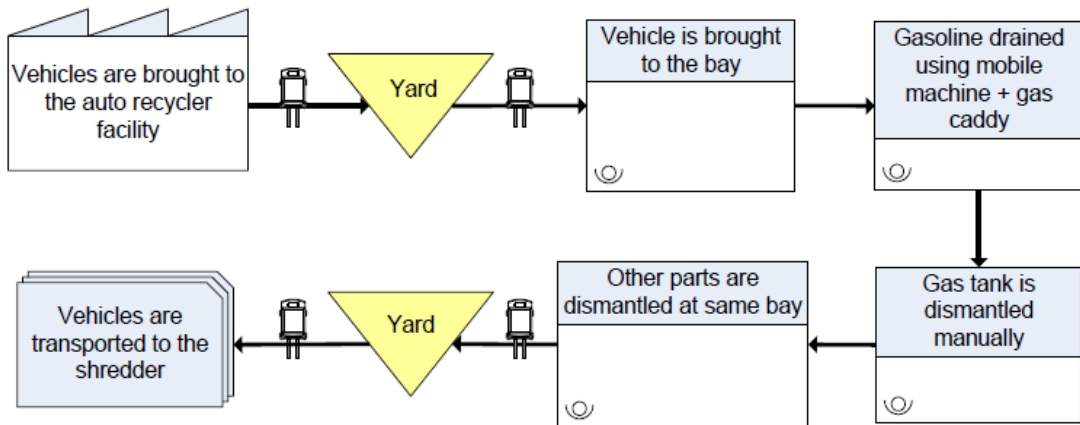 Vehicles are brought to
the auto recycler
facility
Yard
Vehicle is brought
to the bay
Gasoline drained
using mobile
machine + gas
caddy
Gas tank is
dismantled
manually
Other parts are
dismantled at same bay
Yard
Vehicles are
transported to the
shredder